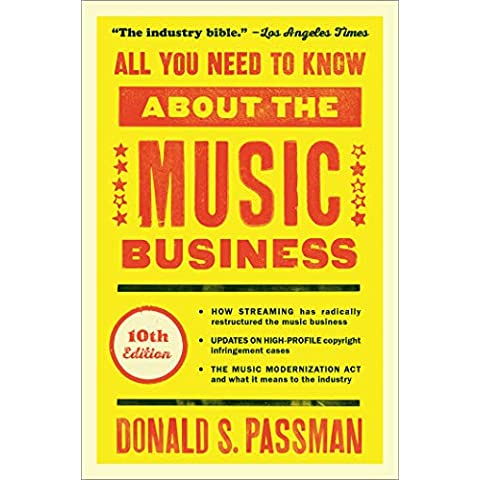 "The industry bible." —Los Angeles Times
ALL YOU NEED TO KNOW
ABOUT THE
MUSIC
BUSINESS
10th
Edition
• HOW STREAMING has radically
restructured the music business
• UPDATES ON HIGH-PROFILE copyright
infringement cases
• THE MUSIC MODERNIZATION ACT
and what it means to the industry
DONALD S. PASSMAN